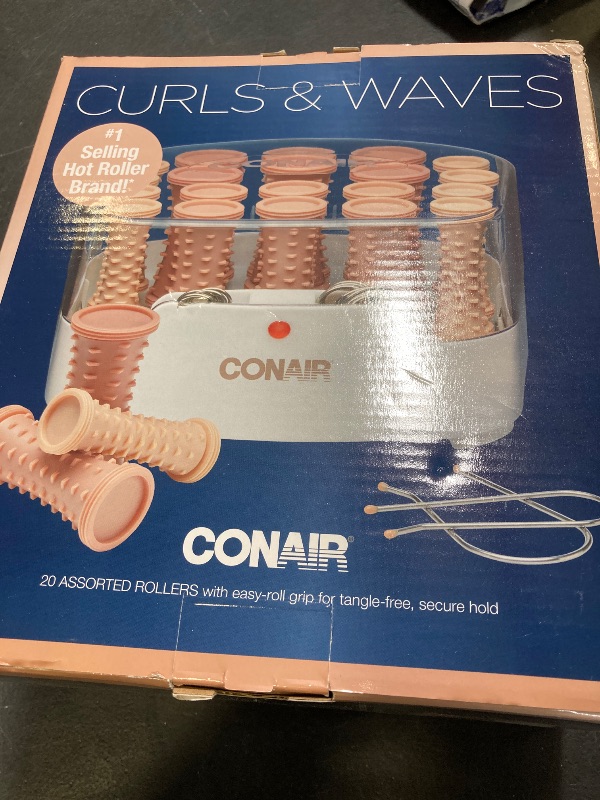 CURLS & WAVES
#1
Selling
Hot Roller
Brand!*
CONAIR
CONAIR®
20 ASSORTED ROLLERS with easy-roll grip for tangle-free, secure hold